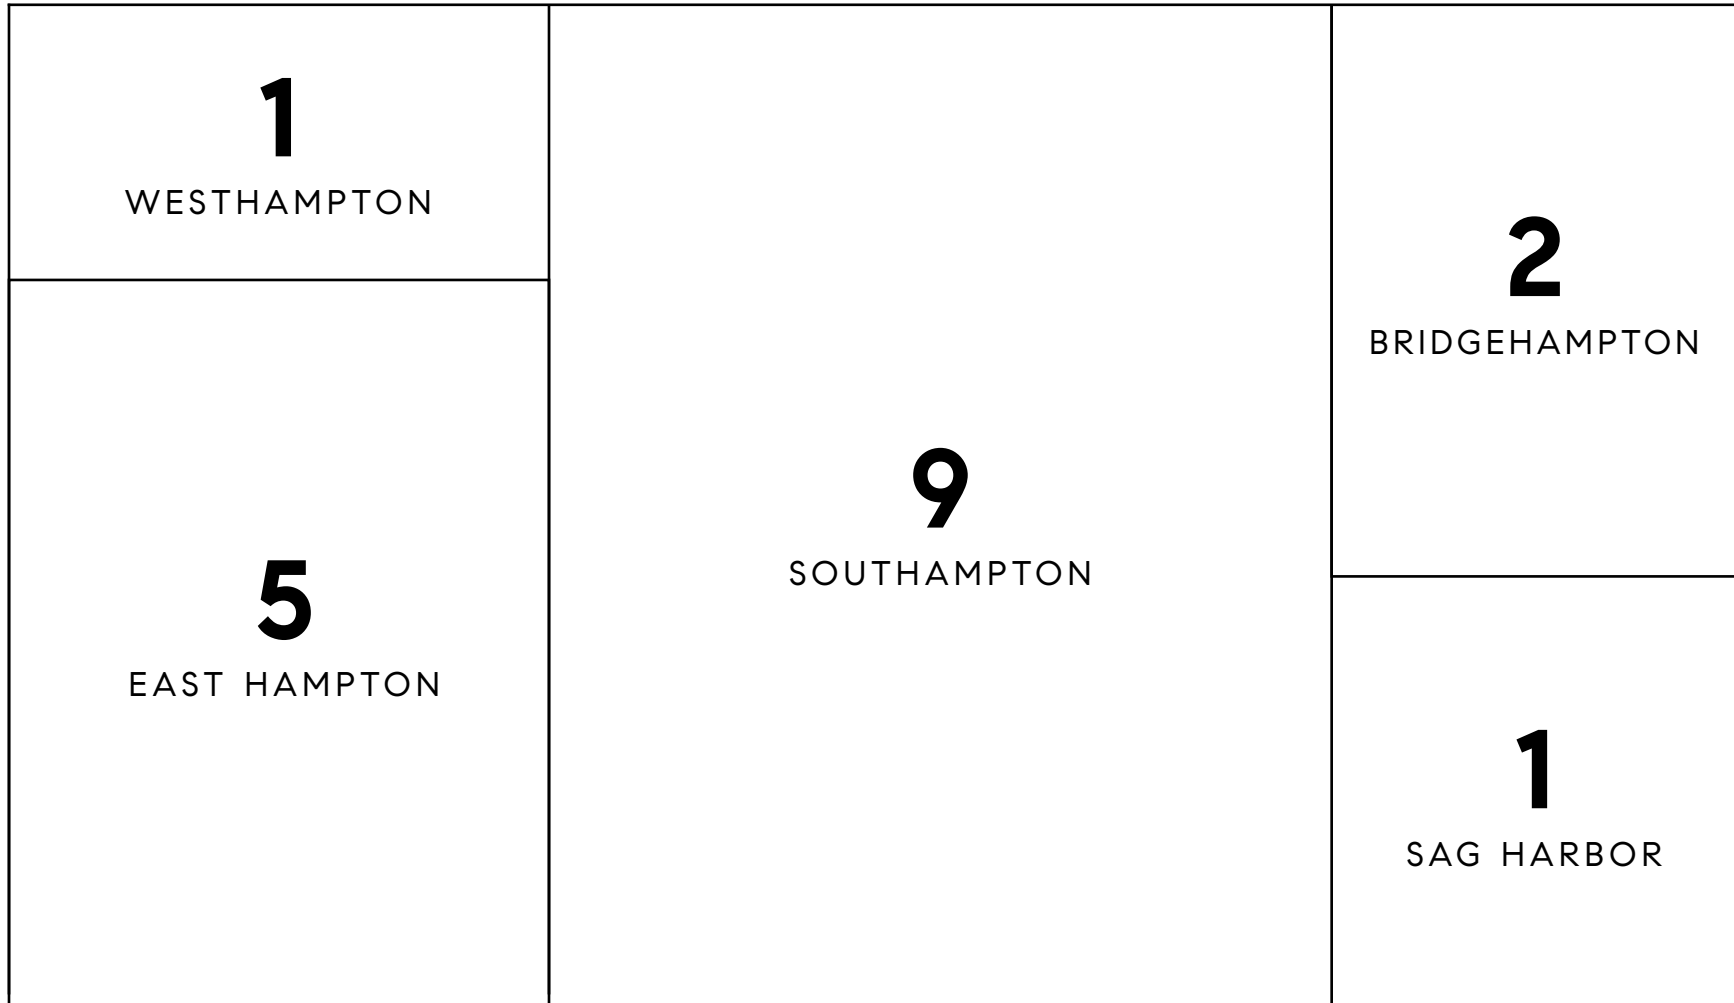 1
WESTHAMPTON
5
EAST HAMPTON
9
SOUTHAMPTON
2
BRIDGEHAMPTON
1
SAG HARBOR